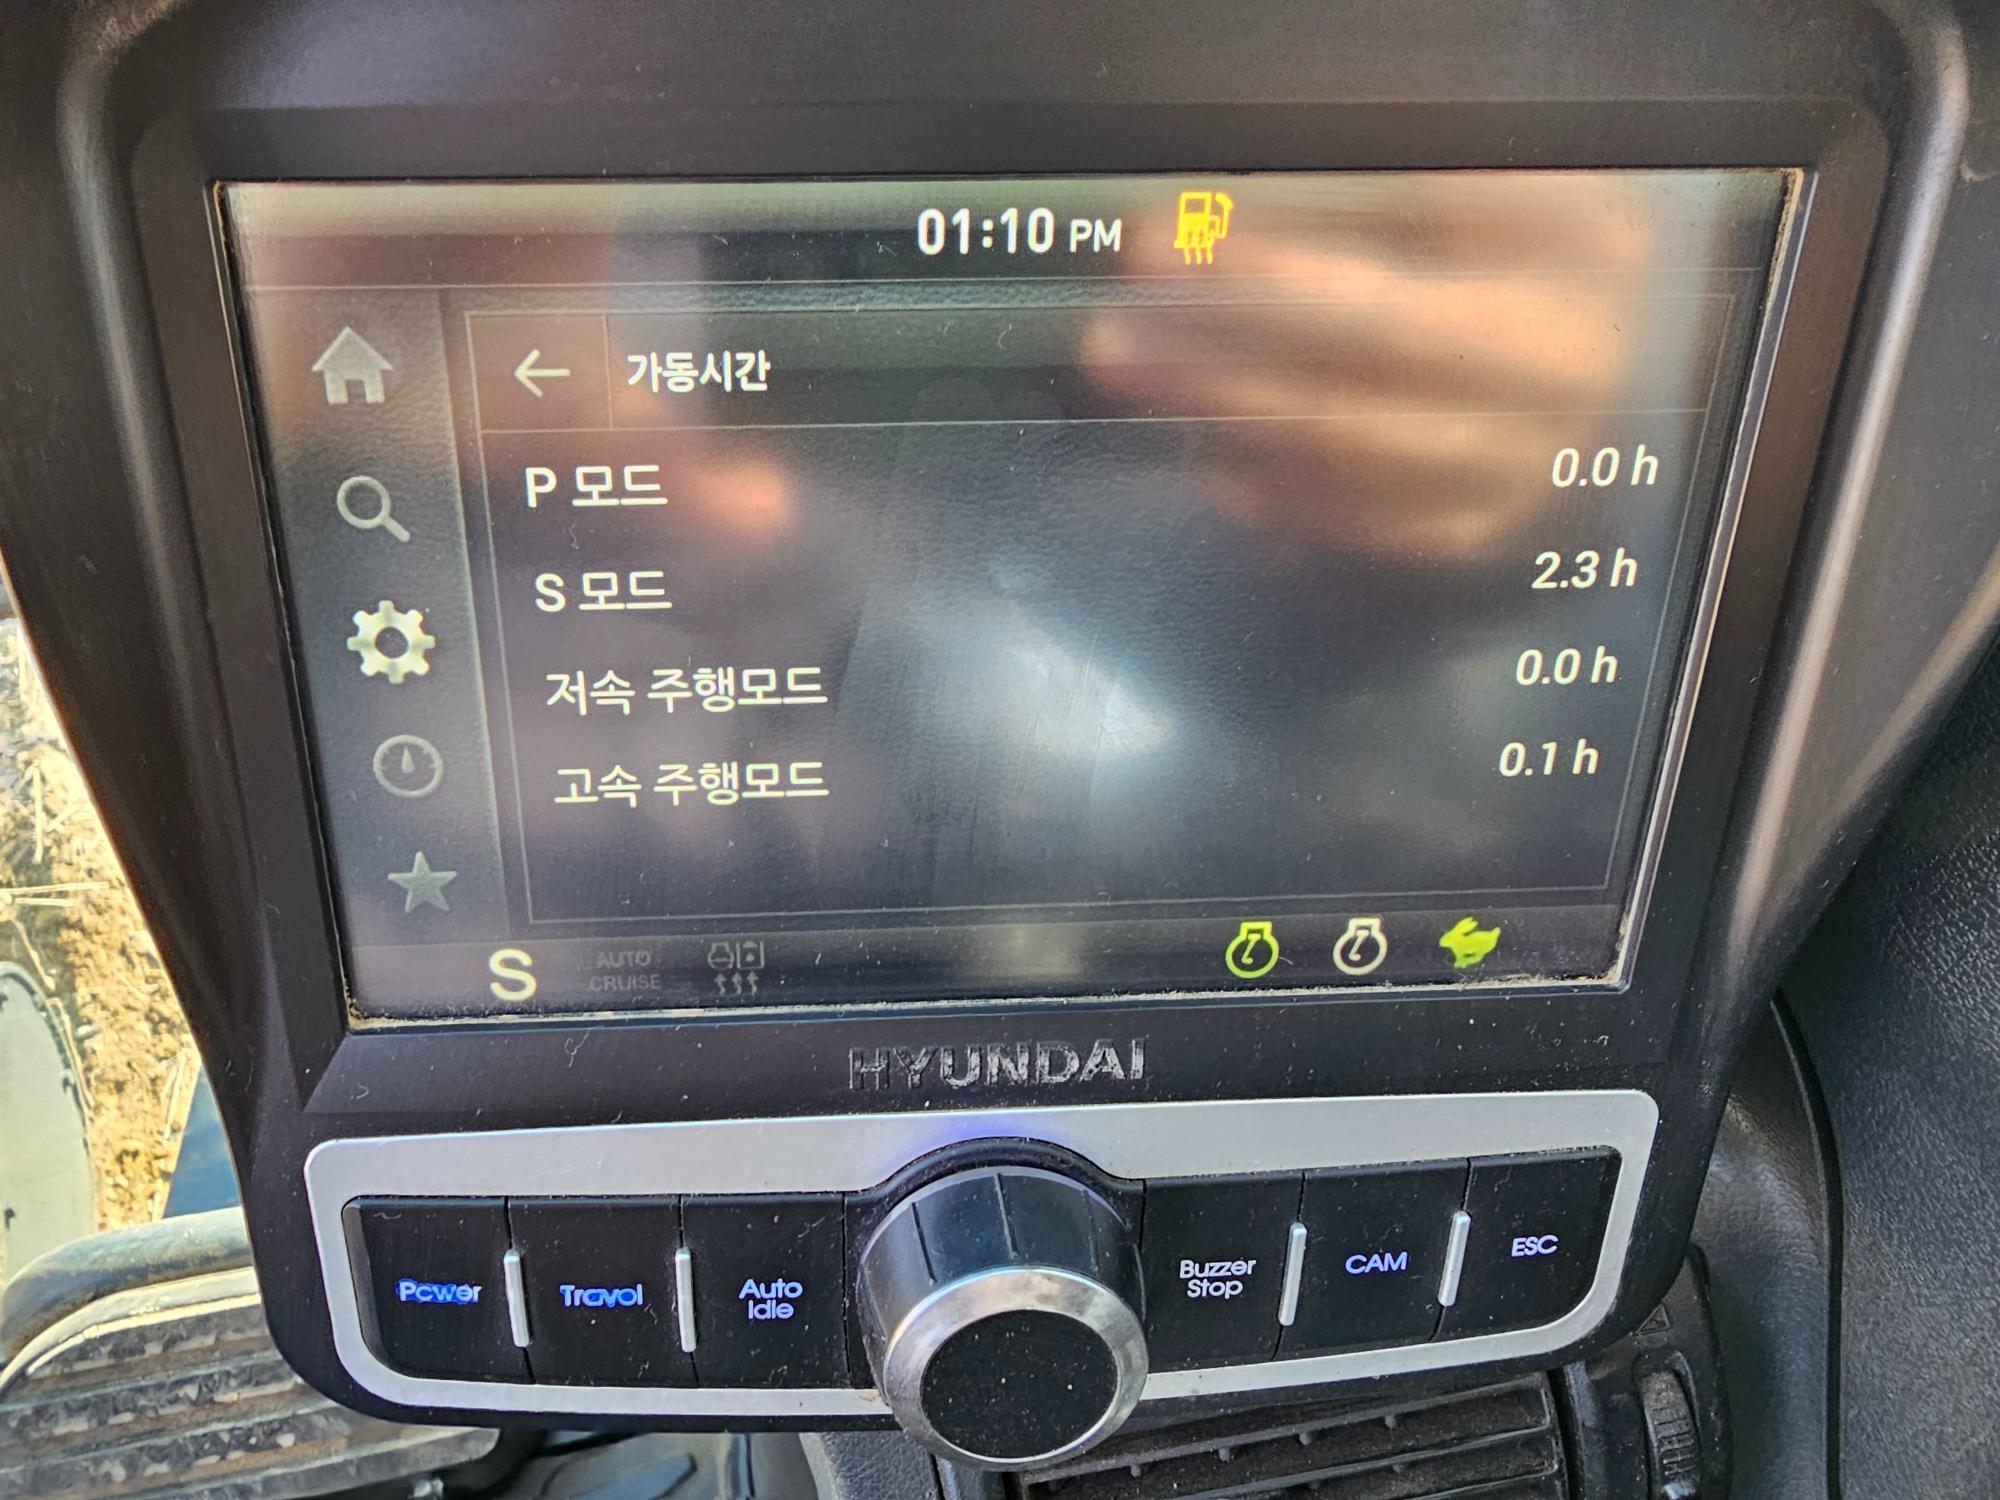 01:10 PM
가동시간
P 모드 0.0 h
S 모드 2.3 h
저속 주행모드 0.0 h
고속 주행모드 0.1 h
S AUTO CRUISE
HYUNDAI
Power Travel Auto Idle Buzzer Stop CAM ESC